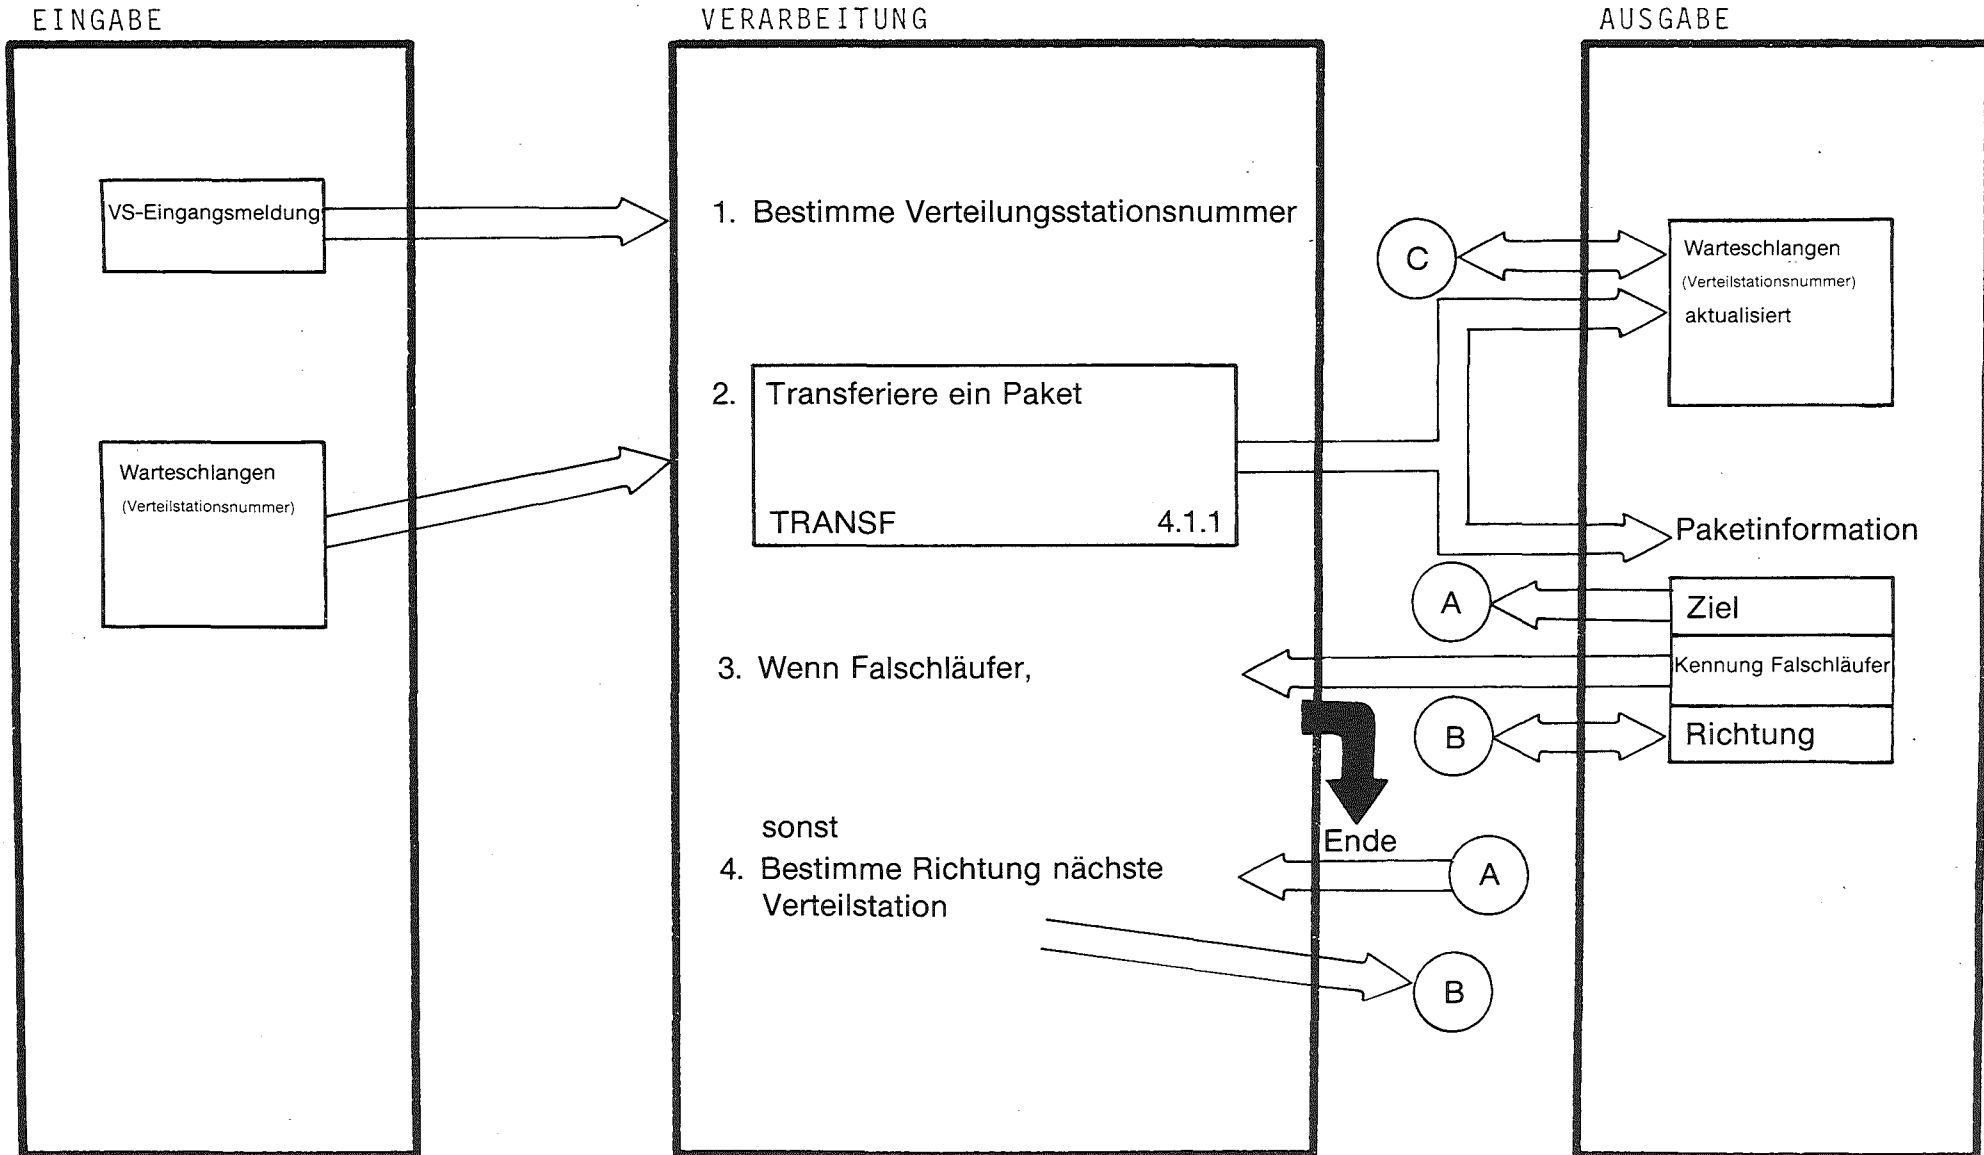 EINGABE
VERARBEITUNG
AUSGABE
VS-Eingangsmeldung
Warteschlangen
(Verteilstationsnummer)
1. Bestimme Verteilungsstationsnummer
2. Transferiere ein Paket
TRANSF 4.1.1
3. Wenn Falschläufer,
Ende
sonst
4. Bestimme Richtung nächste
Verteilstation
C
Warteschlangen
(Verteilstationsnummer)
aktualisiert
Paketinformation
A
Ziel
Kennung Falschläufer
B
Richtung
A
B